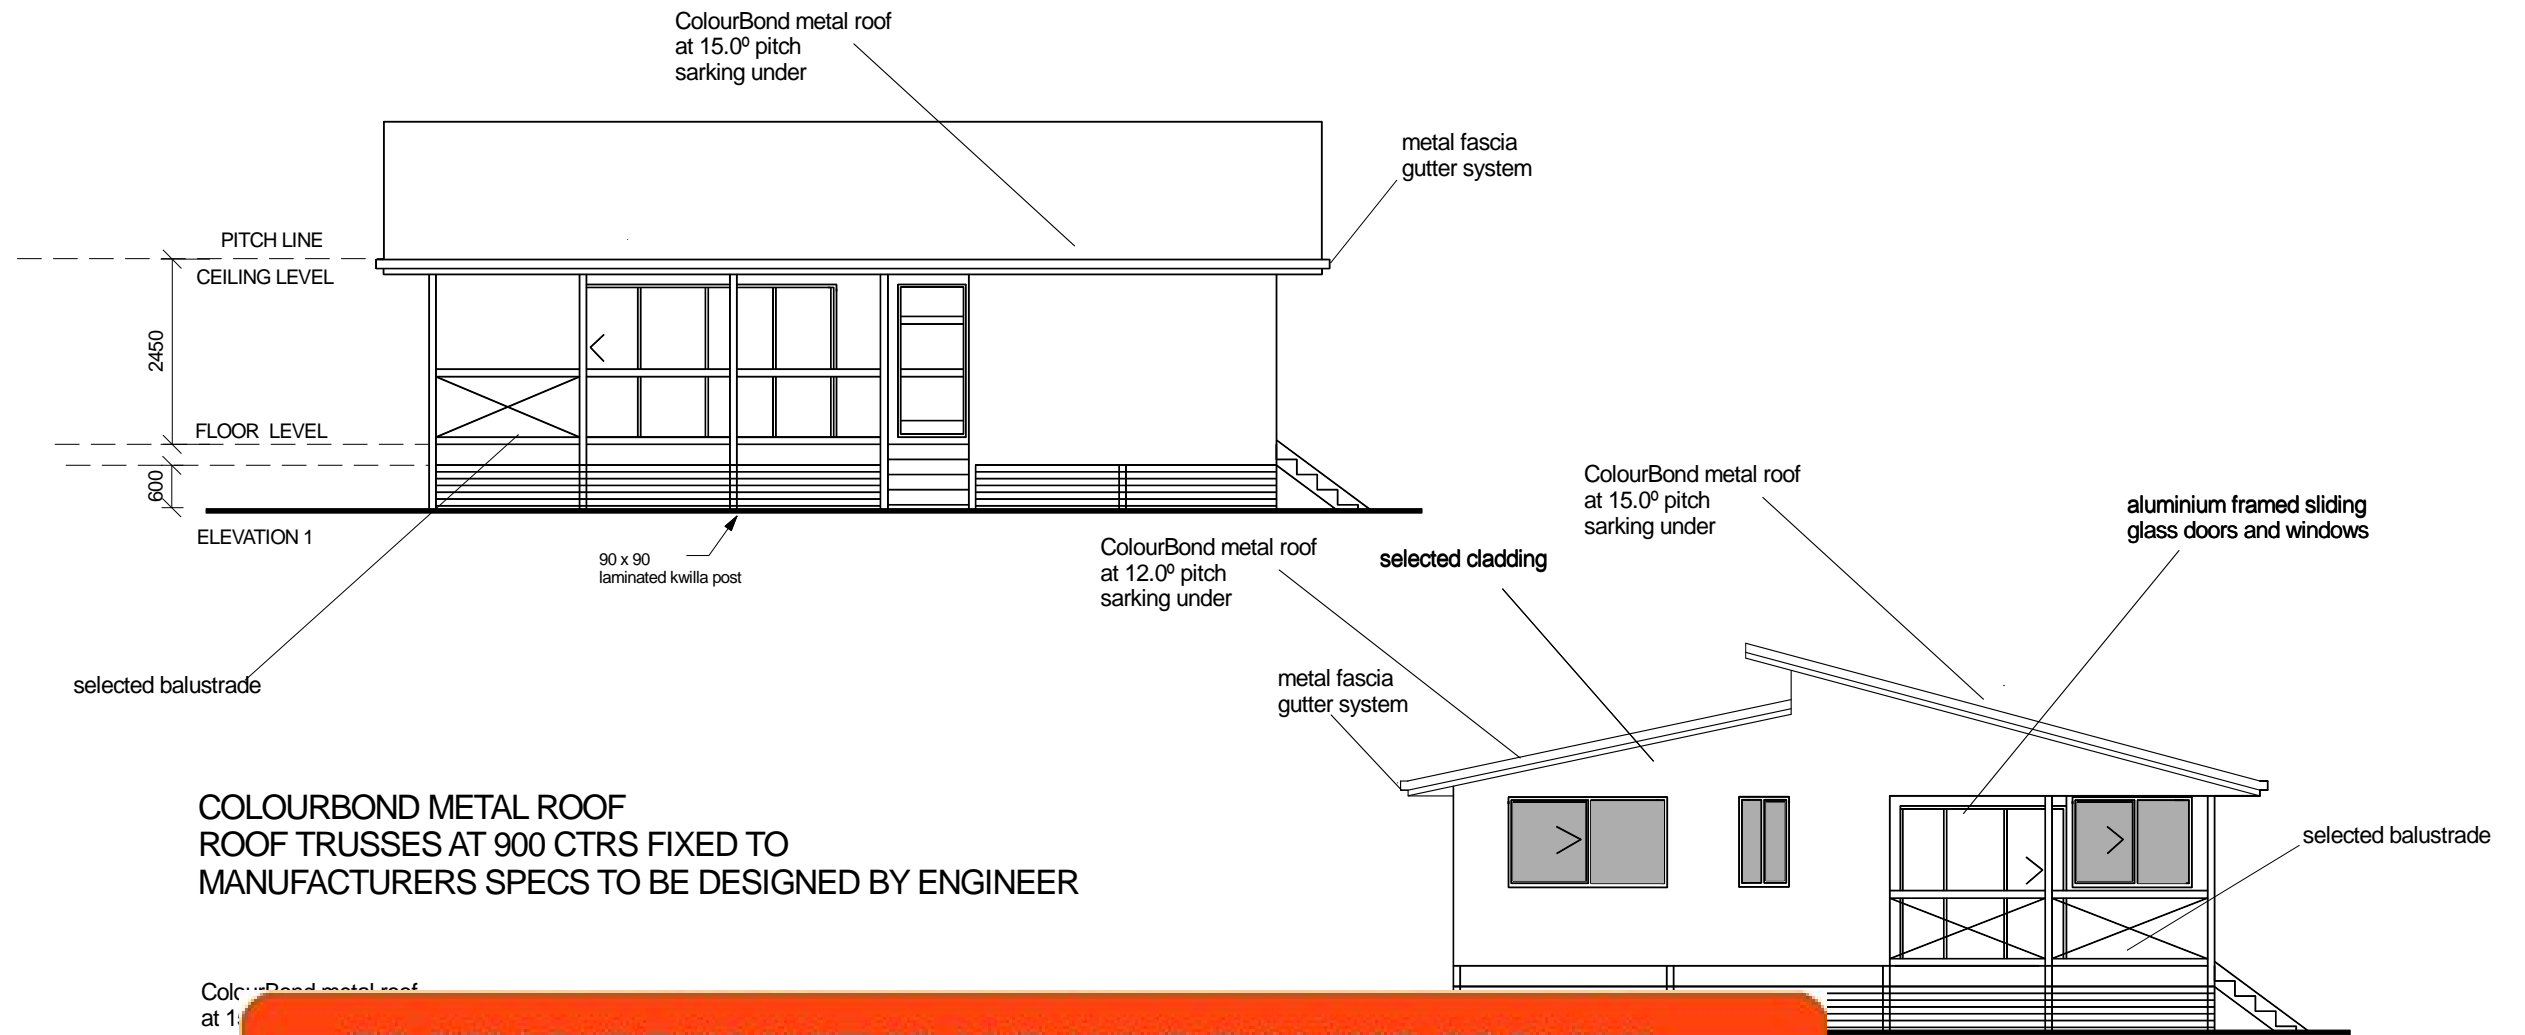 ColourBond metal roof
at 15.0º pitch
sarking under
metal fascia
gutter system
PITCH LINE
CEILING LEVEL
2450
FLOOR LEVEL
600
ELEVATION 1
90 x 90
laminated kwilla post
selected balustrade
ColourBond metal roof
at 12.0º pitch
sarking under
selected cladding
ColourBond metal roof
at 15.0º pitch
sarking under
aluminium framed sliding
glass doors and windows
metal fascia
gutter system
selected balustrade
COLOURBOND METAL ROOF
ROOF TRUSSES AT 900 CTRS FIXED TO
MANUFACTURERS SPECS TO BE DESIGNED BY ENGINEER
ColourBond metal roof
at